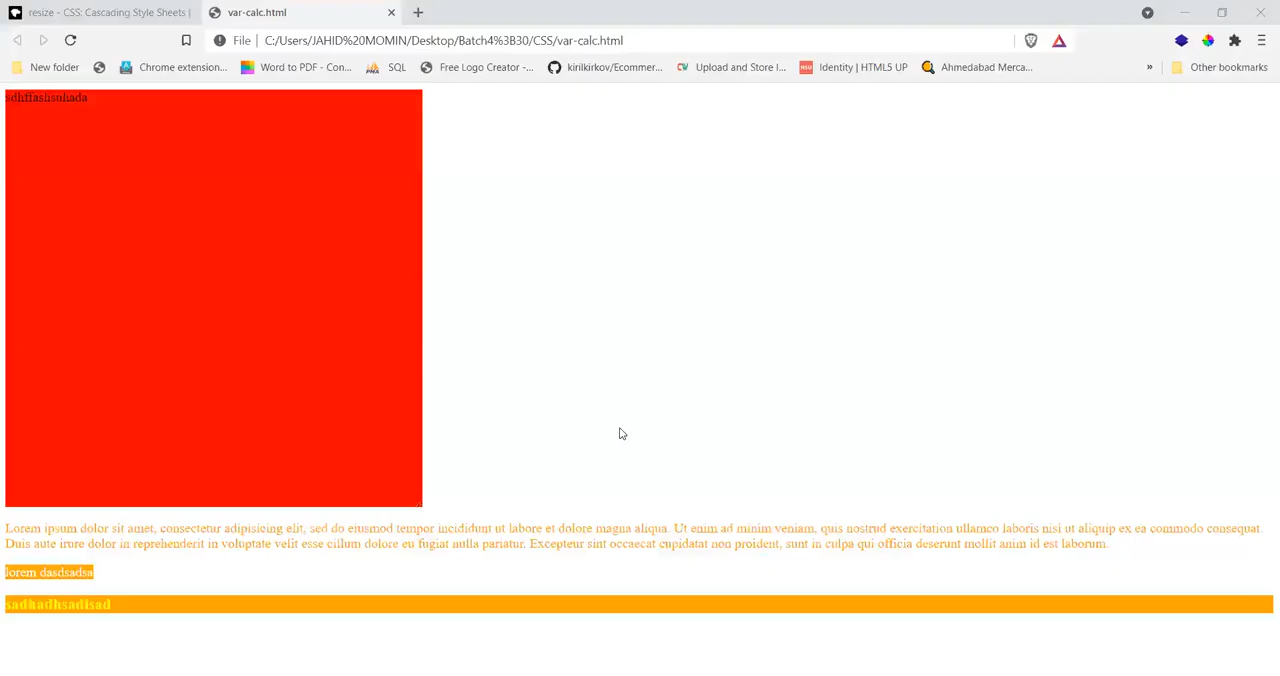 resize - CSS: Cascading Style Sheets |
var-calc.html
File | C:/Users/JAHID%20MOMIN/Desktop/Batch4%3B30/CSS/var-calc.html
New folder
Chrome extension...
Word to PDF - Con...
SQL
Free Logo Creator -...
kirilkirkov/Ecommer...
Upload and Store I...
Identity | HTML5 UP
Ahmedabad Merca...
»
Other bookmarks
Lorem ipsum dolor sit amet, consectetur adipisicing elit, sed do eiusmod tempor incididunt ut labore et dolore magna aliqua. Ut enim ad minim veniam, quis nostrud exercitation ullamco laboris nisi ut aliquip ex ea commodo consequat.
Duis aute irure dolor in reprehenderit in voluptate velit esse cillum dolore eu fugiat nulla pariatur. Excepteur sint occaecat cupidatat non proident, sunt in culpa qui officia deserunt mollit anim id est laborum.
lorem dasdsadsa